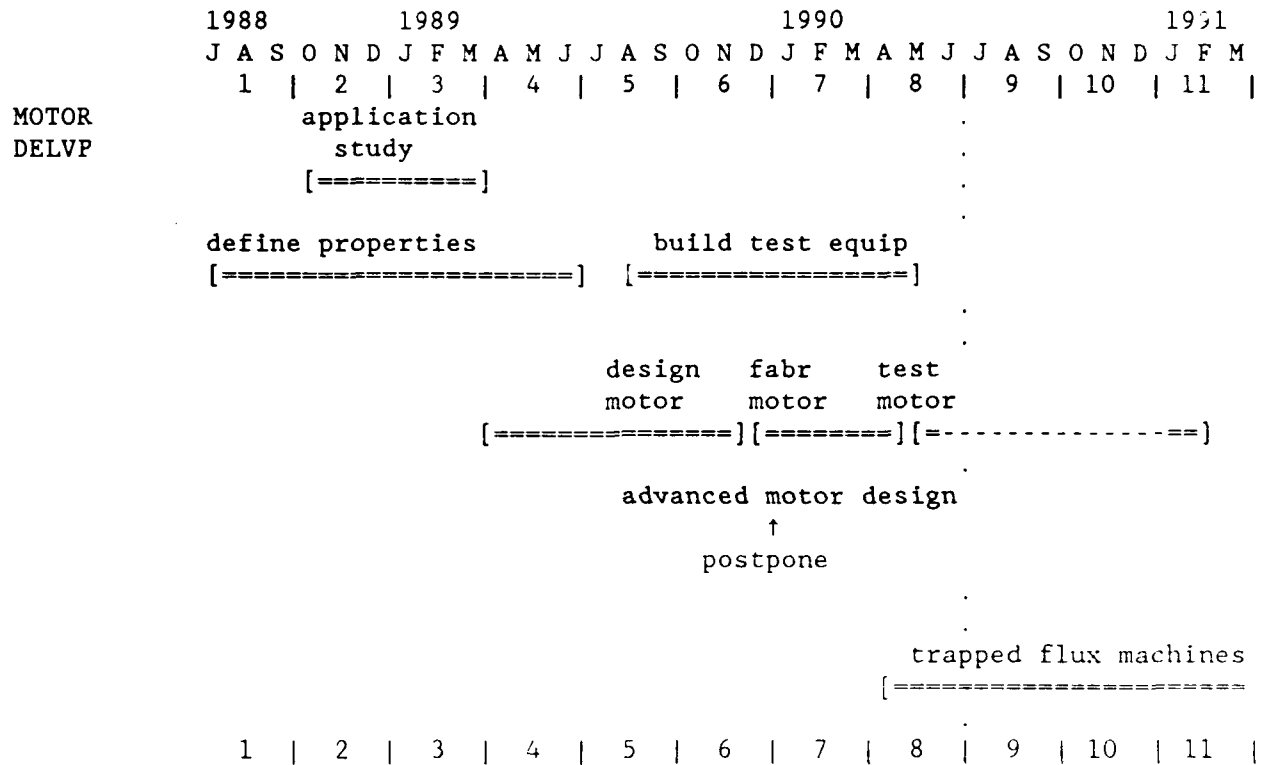 1988 1989 1990 1991
J A S O N D J F M A M J J A S O N D J F M A M J J A S O N D J F M
1 | 2 | 3 | 4 | 5 | 6 | 7 | 8 | 9 | 10 | 11 |
MOTOR application .
DELVP study .
[==========] .
.
define properties build test equip
[======================] [=================]
.
.
design fabr test
motor motor motor
[===============][========][=--------------==]
.
advanced motor design
↑
postpone
.
.
trapped flux machines
[======================
.
1 | 2 | 3 | 4 | 5 | 6 | 7 | 8 | 9 | 10 | 11 |